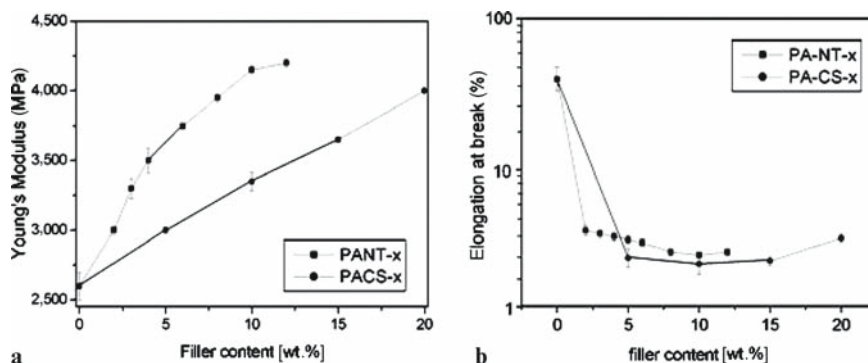 4,500
4.000
3,500
3.000
2,500
Young's Modulus (MPa)
PANT-x
PACS-x
0 5 10 15 20
Filler content [wt.%]
a
100
10
1
Elongation at break (%)
PA-NT-x
PA-CS-x
0 5 10 15 20
filler content [wt.%]
b